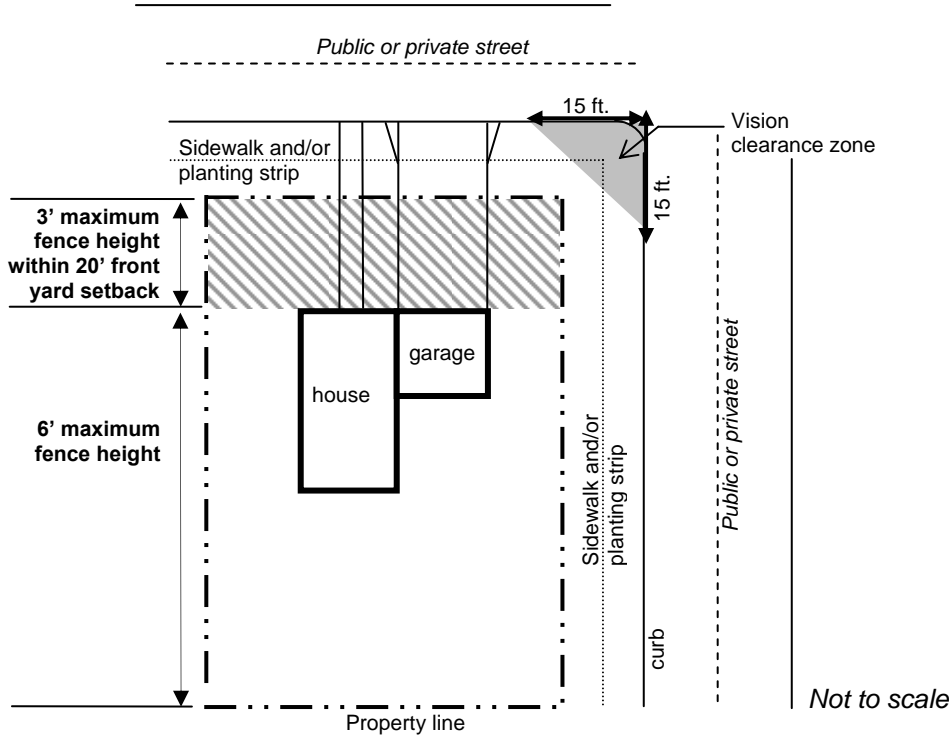 Public or private street
15 ft.
Vision
clearance zone
Sidewalk and/or
planting strip
15 ft.
3’ maximum
fence height
within 20’ front
yard setback
garage
house
6’ maximum
fence height
Sidewalk and/or
planting strip
Public or private street
curb
Not to scale
Property line